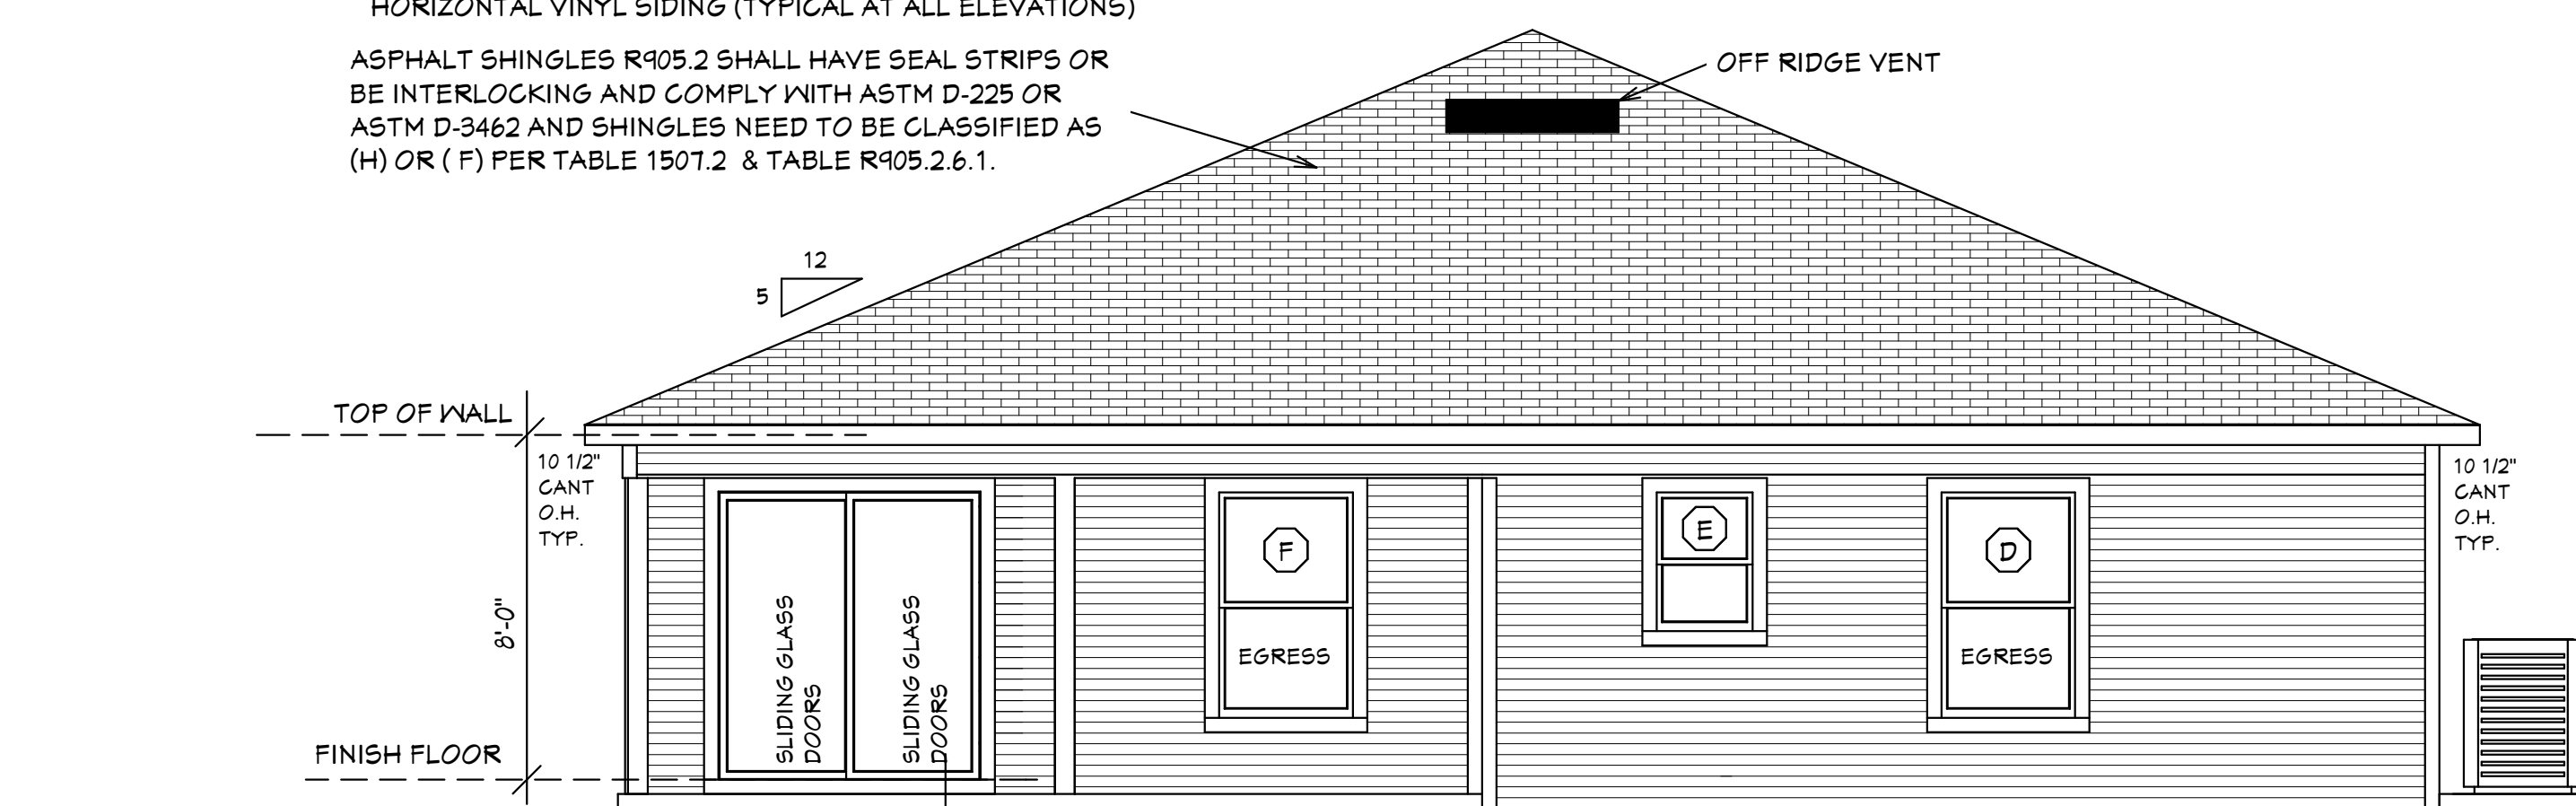 HORIZONTAL VINYL SIDING (TYPICAL AT ALL ELEVATIONS)
ASPHALT SHINGLES R905.2 SHALL HAVE SEAL STRIPS OR
BE INTERLOCKING AND COMPLY WITH ASTM D-225 OR
ASTM D-3462 AND SHINGLES NEED TO BE CLASSIFIED AS
(H) OR ( F) PER TABLE 1507.2 & TABLE R905.2.6.1.
OFF RIDGE VENT
12
5
TOP OF WALL
10 1/2"
CANT
O.H.
TYP.
10 1/2"
CANT
O.H.
TYP.
8'-0"
F
EGRESS
E
D
EGRESS
SLIDING GLASS
DOORS
SLIDING GLASS
DOORS
FINISH FLOOR